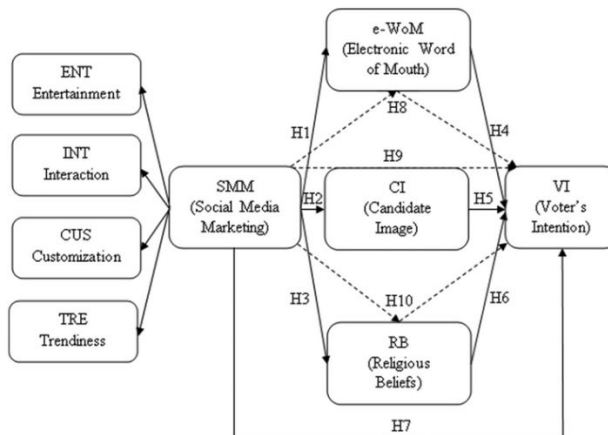 e-WoM
(Electronic Word
of Mouth)
ENT
Entertainment
H1
H8
H4
INT
Interaction
H9
SMM
(Social Media
Marketing)
H2
CI
(Candidate
Image)
H5
VI
(Voter's
Intention)
CUS
Customization
H3
H10
H6
TRE
Trendiness
RB
(Religious
Beliefs)
H7